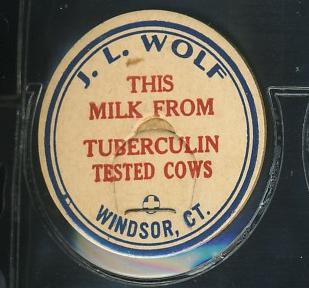 J. L. WOLF
THIS
MILK FROM
TUBERCULIN
TESTED COWS
WINDSOR, CT.